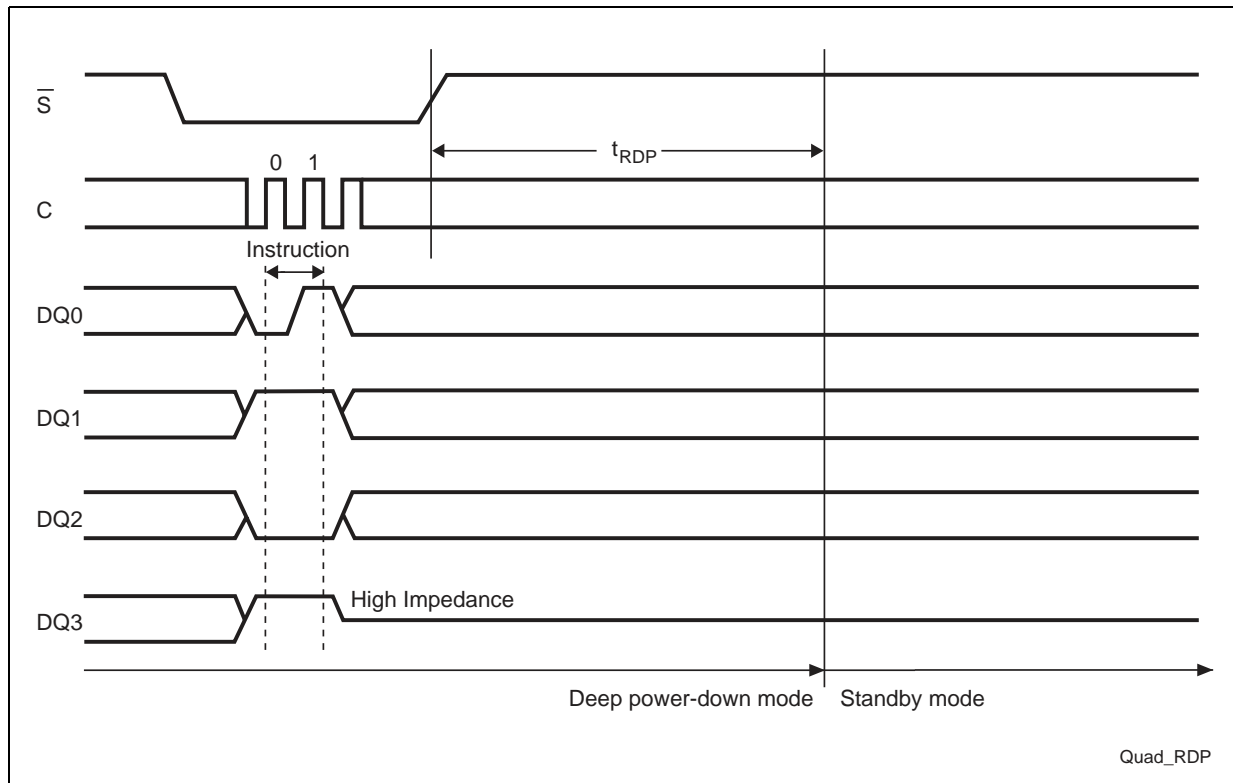 S
t_RDP
0 1
C
Instruction
DQ0
DQ1
DQ2
High Impedance
DQ3
Deep power-down mode Standby mode
Quad_RDP